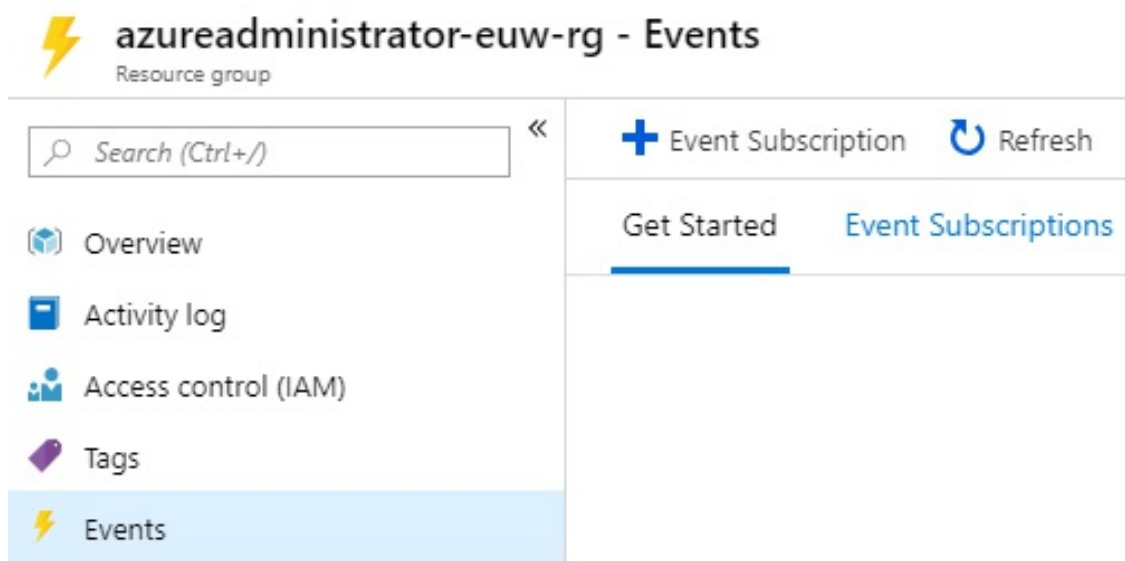 azureadministrator-euw-rg - Events
Resource group
Search (Ctrl+/)
«
Event Subscription Refresh
Overview
Get Started Event Subscriptions
Activity log
Access control (IAM)
Tags
Events